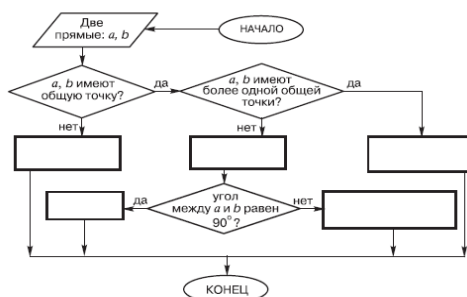 Две
прямые: a, b
НАЧАЛО
a, b имеют
общую точку?
да
a, b имеют
более одной общей
точки?
да
нет
нет
да
угол
между a и b равен
90°?
нет
КОНЕЦ